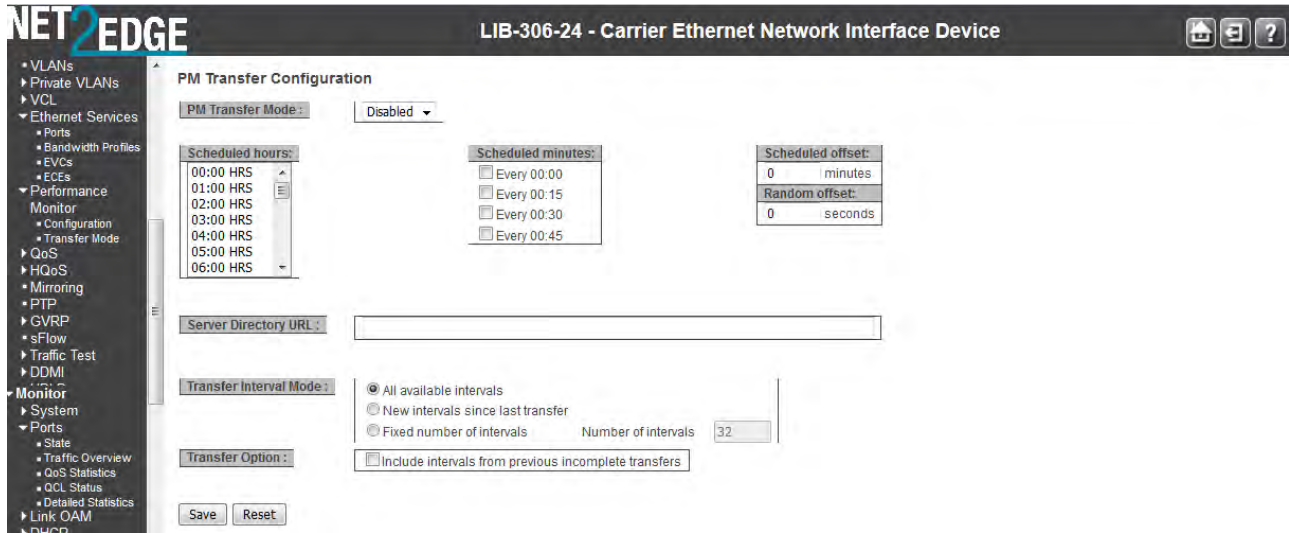 NET2EDGE
LIB-306-24 - Carrier Ethernet Network Interface Device
?
VLANs
Private VLANs
VCL
Ethernet Services
Ports
Bandwidth Profiles
EVCs
ECEs
Performance
Monitor
Configuration
Transfer Mode
QoS
HQoS
Mirroring
PTP
GVRP
sFlow
Traffic Test
DDMI
Monitor
System
Ports
State
Traffic Overview
QoS Statistics
QCL Status
Detailed Statistics
Link OAM
DHCP
PM Transfer Configuration
PM Transfer Mode :
Disabled
Scheduled hours:
00:00 HRS
01:00 HRS
02:00 HRS
03:00 HRS
04:00 HRS
05:00 HRS
06:00 HRS
Scheduled minutes:
Every 00:00
Every 00:15
Every 00:30
Every 00:45
Scheduled offset:
0 minutes
Random offset:
0 seconds
Server Directory URL :
Transfer Interval Mode :
All available intervals
New intervals since last transfer
Fixed number of intervals Number of intervals 32
Transfer Option :
Include intervals from previous incomplete transfers
Save Reset